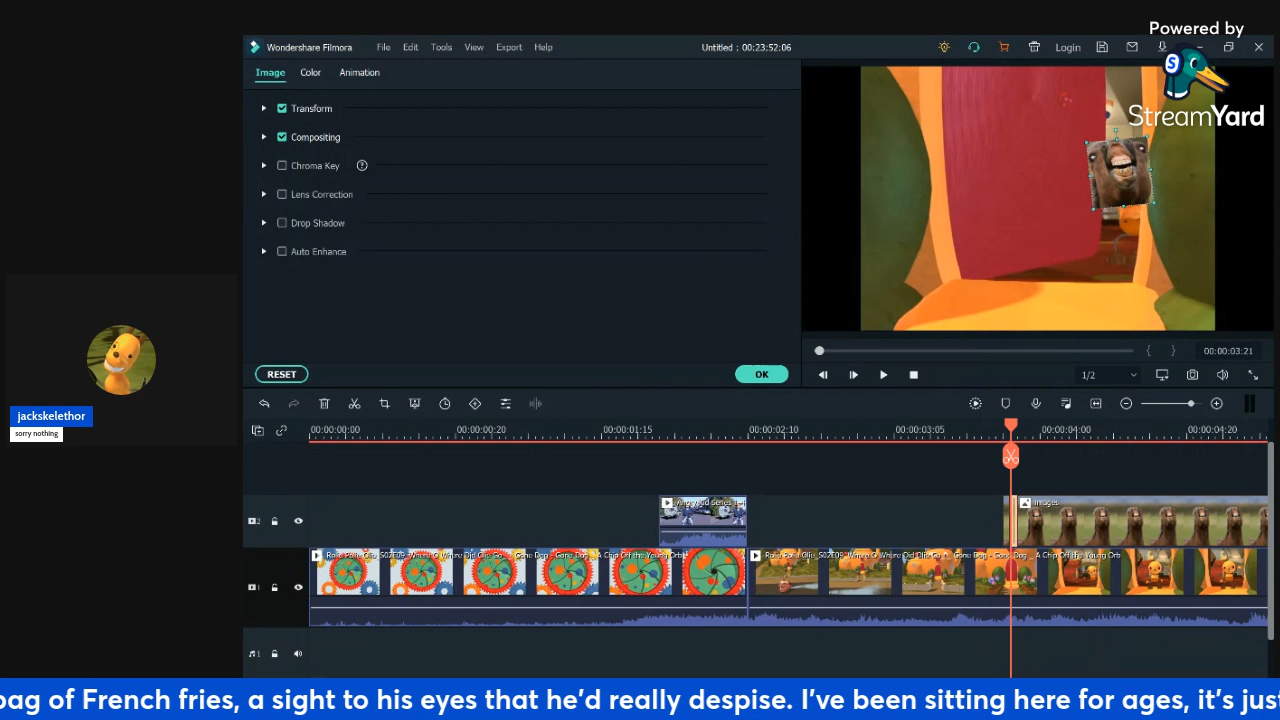 Powered by
StreamYard
Wondershare Filmora
File Edit Tools View Export Help
Untitled : 00:23:52:06
Login
Image Color Animation
Transform
Compositing
Chroma Key
Lens Correction
Drop Shadow
Auto Enhance
RESET
OK
00:00:03:21
1/2
jackskelethor
sorry nothing
00:00:00:00 00:00:00:20 00:00:01:15 00:00:02:10 00:00:03:05 00:00:04:00 00:00:04:20
2
images
1
1
bag of French fries, a sight to his eyes that he'd really despise. I've been sitting here for ages, it's jus